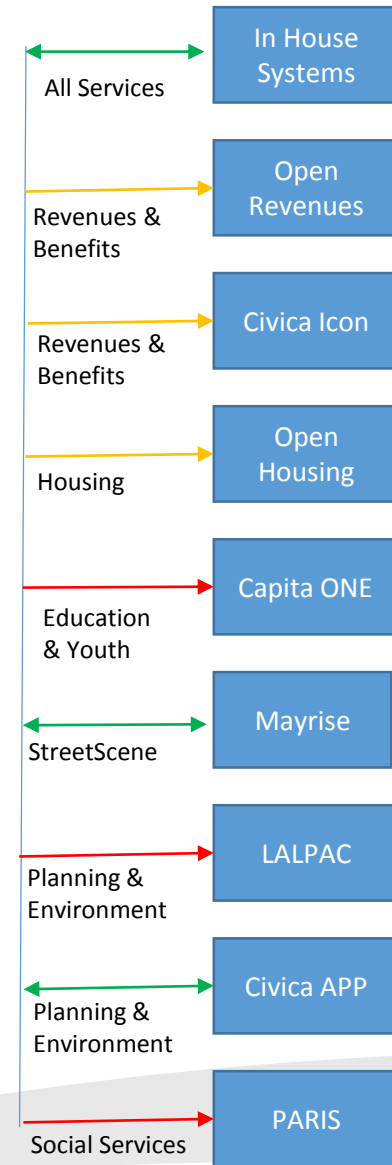 In House
Systems
All Services
Open
Revenues
Revenues &
Benefits
Civica Icon
Revenues &
Benefits
Open
Housing
Housing
Capita ONE
Education
& Youth
Mayrise
StreetScene
LALPAC
Planning &
Environment
Civica APP
Planning &
Environment
PARIS
Social Services